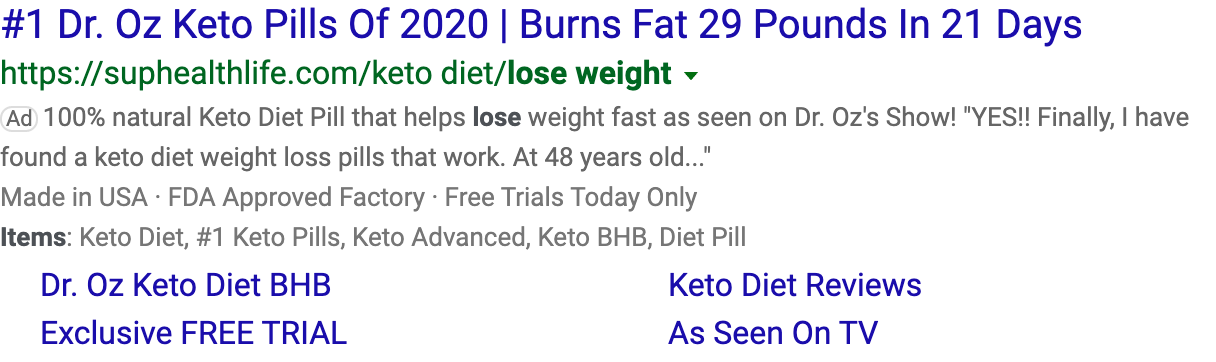 #1 Dr. Oz Keto Pills Of 2020 | Burns Fat 29 Pounds In 21 Days
https://suphealthlife.com/keto diet/lose weight
Ad 100% natural Keto Diet Pill that helps lose weight fast as seen on Dr. Oz's Show! "YES!! Finally, I have
found a keto diet weight loss pills that work. At 48 years old..."
Made in USA · FDA Approved Factory · Free Trials Today Only
Items: Keto Diet, #1 Keto Pills, Keto Advanced, Keto BHB, Diet Pill
Dr. Oz Keto Diet BHB
Keto Diet Reviews
Exclusive FREE TRIAL
As Seen On TV